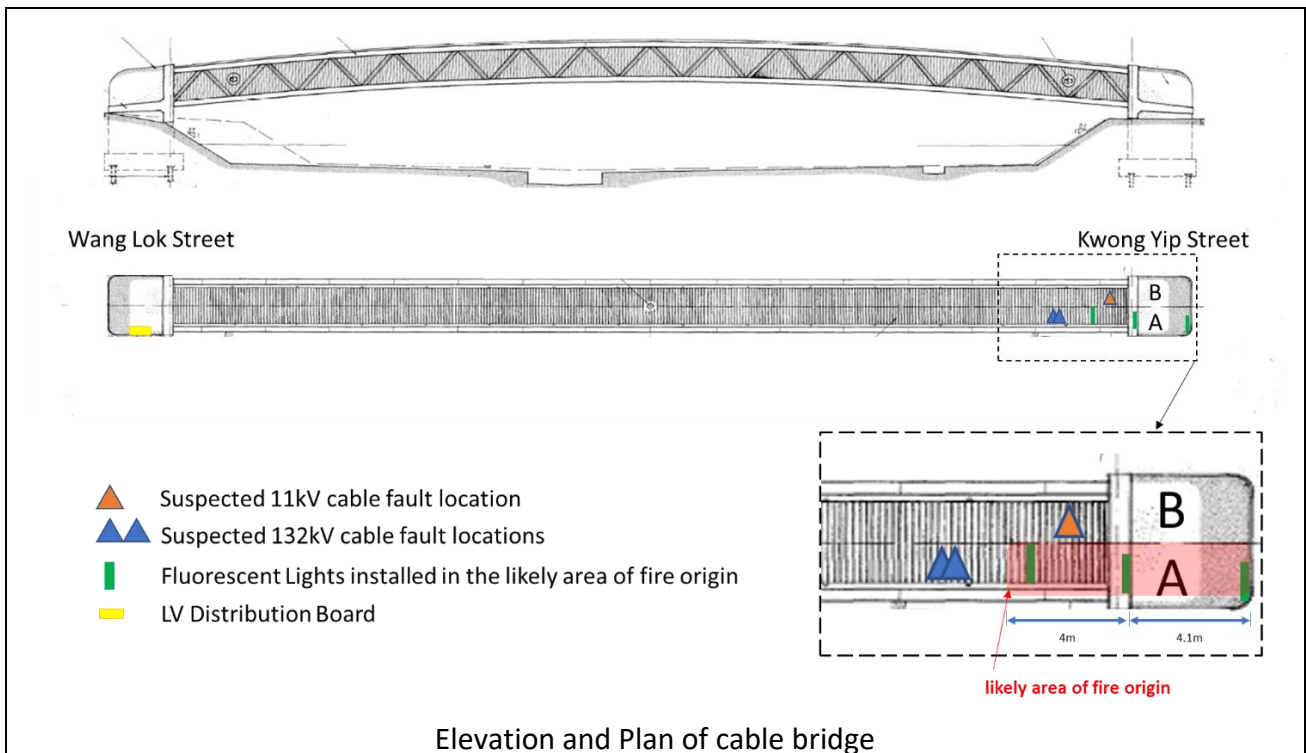 Wang Lok Street
Kwong Yip Street
B
A
Suspected 11kV cable fault location
Suspected 132kV cable fault locations
Fluorescent Lights installed in the likely area of fire origin
LV Distribution Board
B
A
4m
4.1m
likely area of fire origin
Elevation and Plan of cable bridge